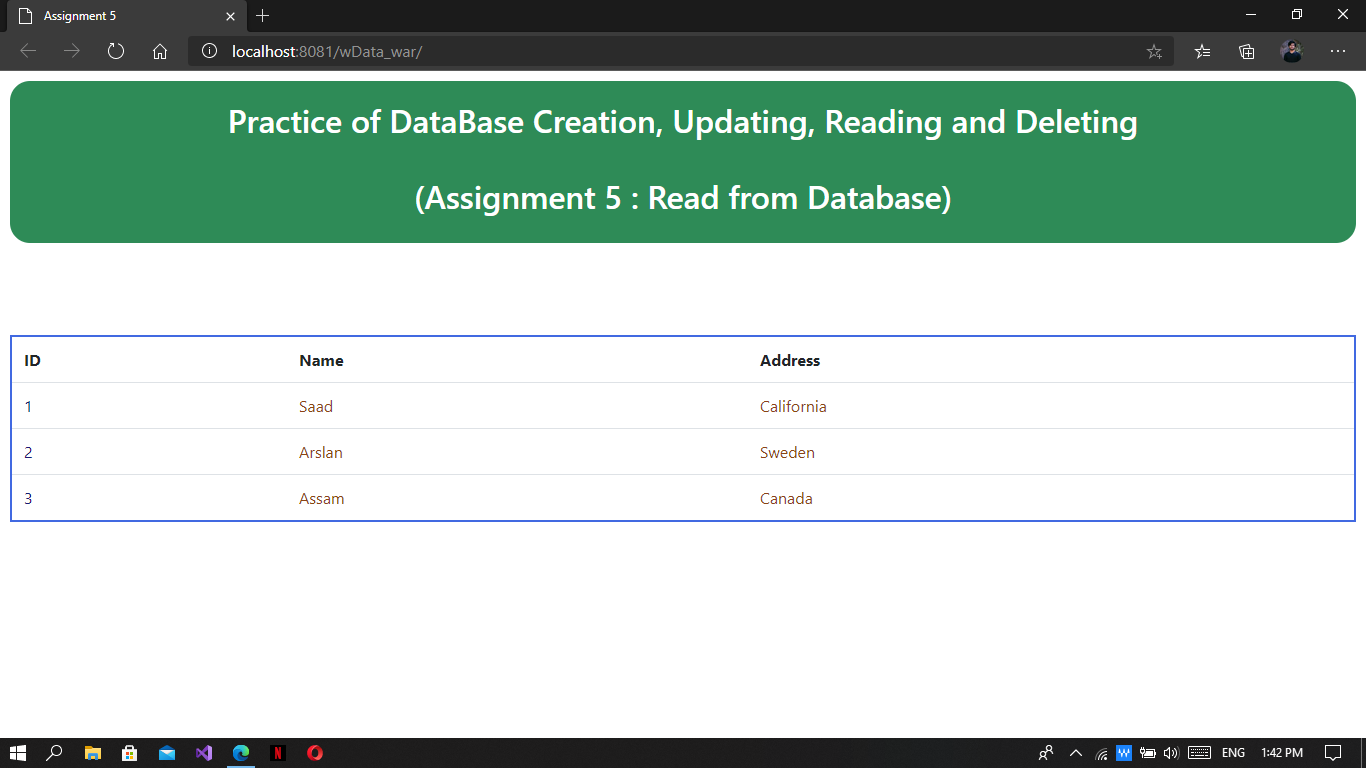 Assignment 5
localhost:8081/wData_war/
Practice of DataBase Creation, Updating, Reading and Deleting
(Assignment 5 : Read from Database)
ID Name Address
1 Saad California
2 Arslan Sweden
3 Assam Canada
ENG 1:42 PM